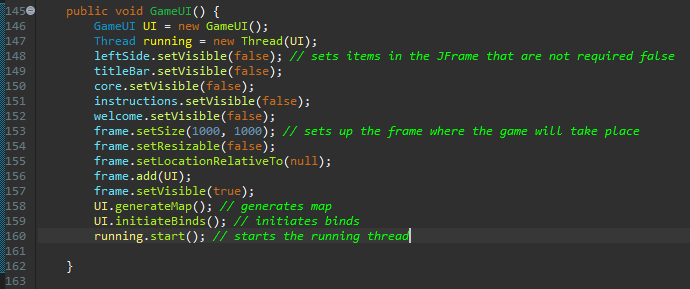 145 public void GameUI() {
146 GameUI UI = new GameUI();
147 Thread running = new Thread(UI);
148 leftSide.setVisible(false); // sets items in the JFrame that are not required false
149 titleBar.setVisible(false);
150 core.setVisible(false);
151 instructions.setVisible(false);
152 welcome.setVisible(false);
153 frame.setSize(1000, 1000); // sets up the frame where the game will take place
154 frame.setResizable(false);
155 frame.setLocationRelativeTo(null);
156 frame.add(UI);
157 frame.setVisible(true);
158 UI.generateMap(); // generates map
159 UI.initiateBinds(); // initiates binds
160 running.start(); // starts the running thread
161
162 }
163